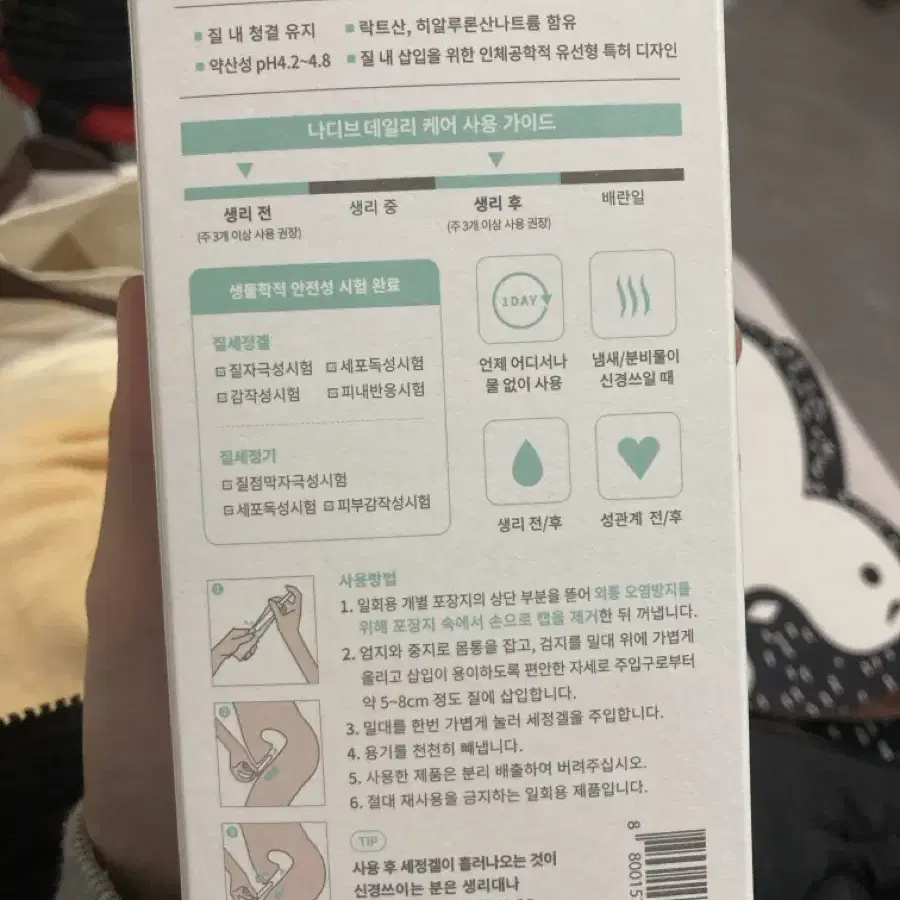 질 내 청결 유지
락트산, 히알루론산나트륨 함유
약산성 pH4.2~4.8
질 내 삽입을 위한 인체공학적 유선형 특허 디자인
나디브 데일리 케어 사용 가이드
생리 전
(주 3개 이상 사용 권장)
생리 중
생리 후
(주 3개 이상 사용 권장)
배란일
생물학적 안전성 시험 완료
질세정겔
질자극성시험
세포독성시험
감작성시험
피내반응시험
질세정기
질점막자극성시험
세포독성시험
피부감작성시험
1DAY
언제 어디서나
물 없이 사용
냄새/분비물이
신경쓰일 때
생리 전/후
성관계 전/후
사용방법
1. 일회용 개별 포장지의 상단 부분을 뜯어 외통 오염방지를
위해 포장지 속에서 손으로 캡을 제거한 뒤 꺼냅니다.
2. 엄지와 중지로 몸통을 잡고, 검지를 밀대 위에 가볍게
올리고 삽입이 용이하도록 편안한 자세로 주입구로부터
약 5~8cm 정도 질에 삽입합니다.
3. 밀대를 한번 가볍게 눌러 세정겔을 주입합니다.
4. 용기를 천천히 빼냅니다.
5. 사용한 제품은 분리 배출하여 버려주십시오.
6. 절대 재사용을 금지하는 일회용 제품입니다.
1
2
3
TIP
사용 후 세정겔이 흘러나오는 것이
신경쓰이는 분은 생리대나
8 80015